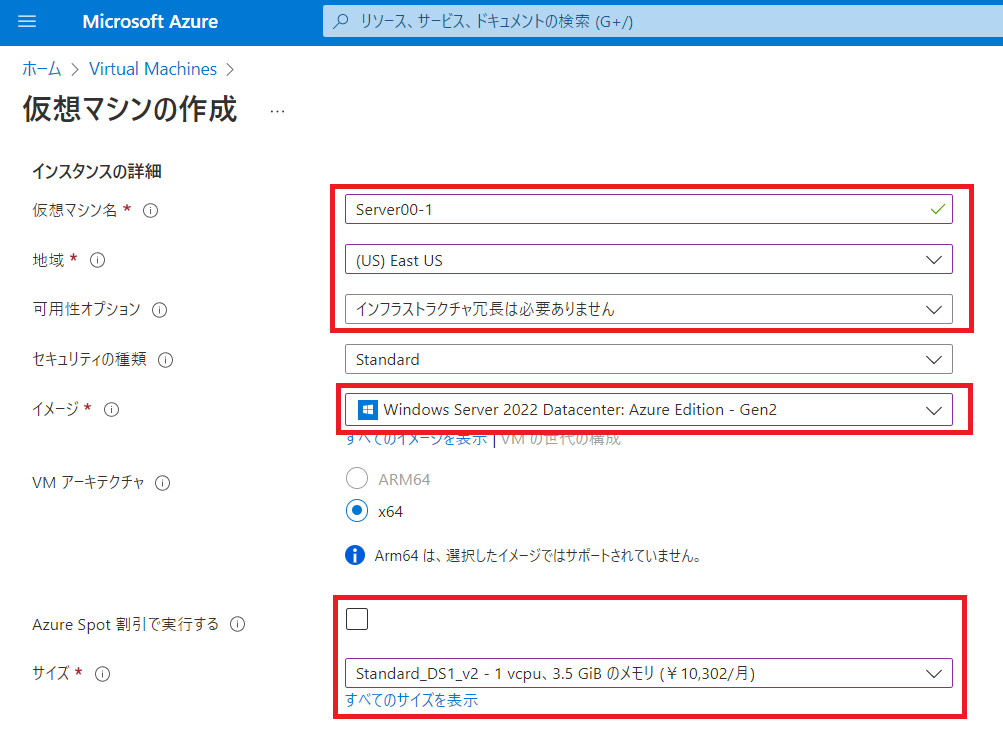 Microsoft Azure
リソース、サービス、ドキュメントの検索 (G+/)
ホーム > Virtual Machines >
仮想マシンの作成 ...
インスタンスの詳細
仮想マシン名 *
Server00-1
地域 *
(US) East US
可用性オプション
インフラストラクチャ冗長は必要ありません
セキュリティの種類
Standard
イメージ *
Windows Server 2022 Datacenter: Azure Edition - Gen2
すべてのイメージを表示 | VM の世代の構成
VM アーキテクチャ
ARM64
x64
Arm64 は、選択したイメージではサポートされていません。
Azure Spot 割引で実行する
サイズ *
Standard_DS1_v2 - 1 vcpu、3.5 GiB のメモリ (¥10,302/月)
すべてのサイズを表示